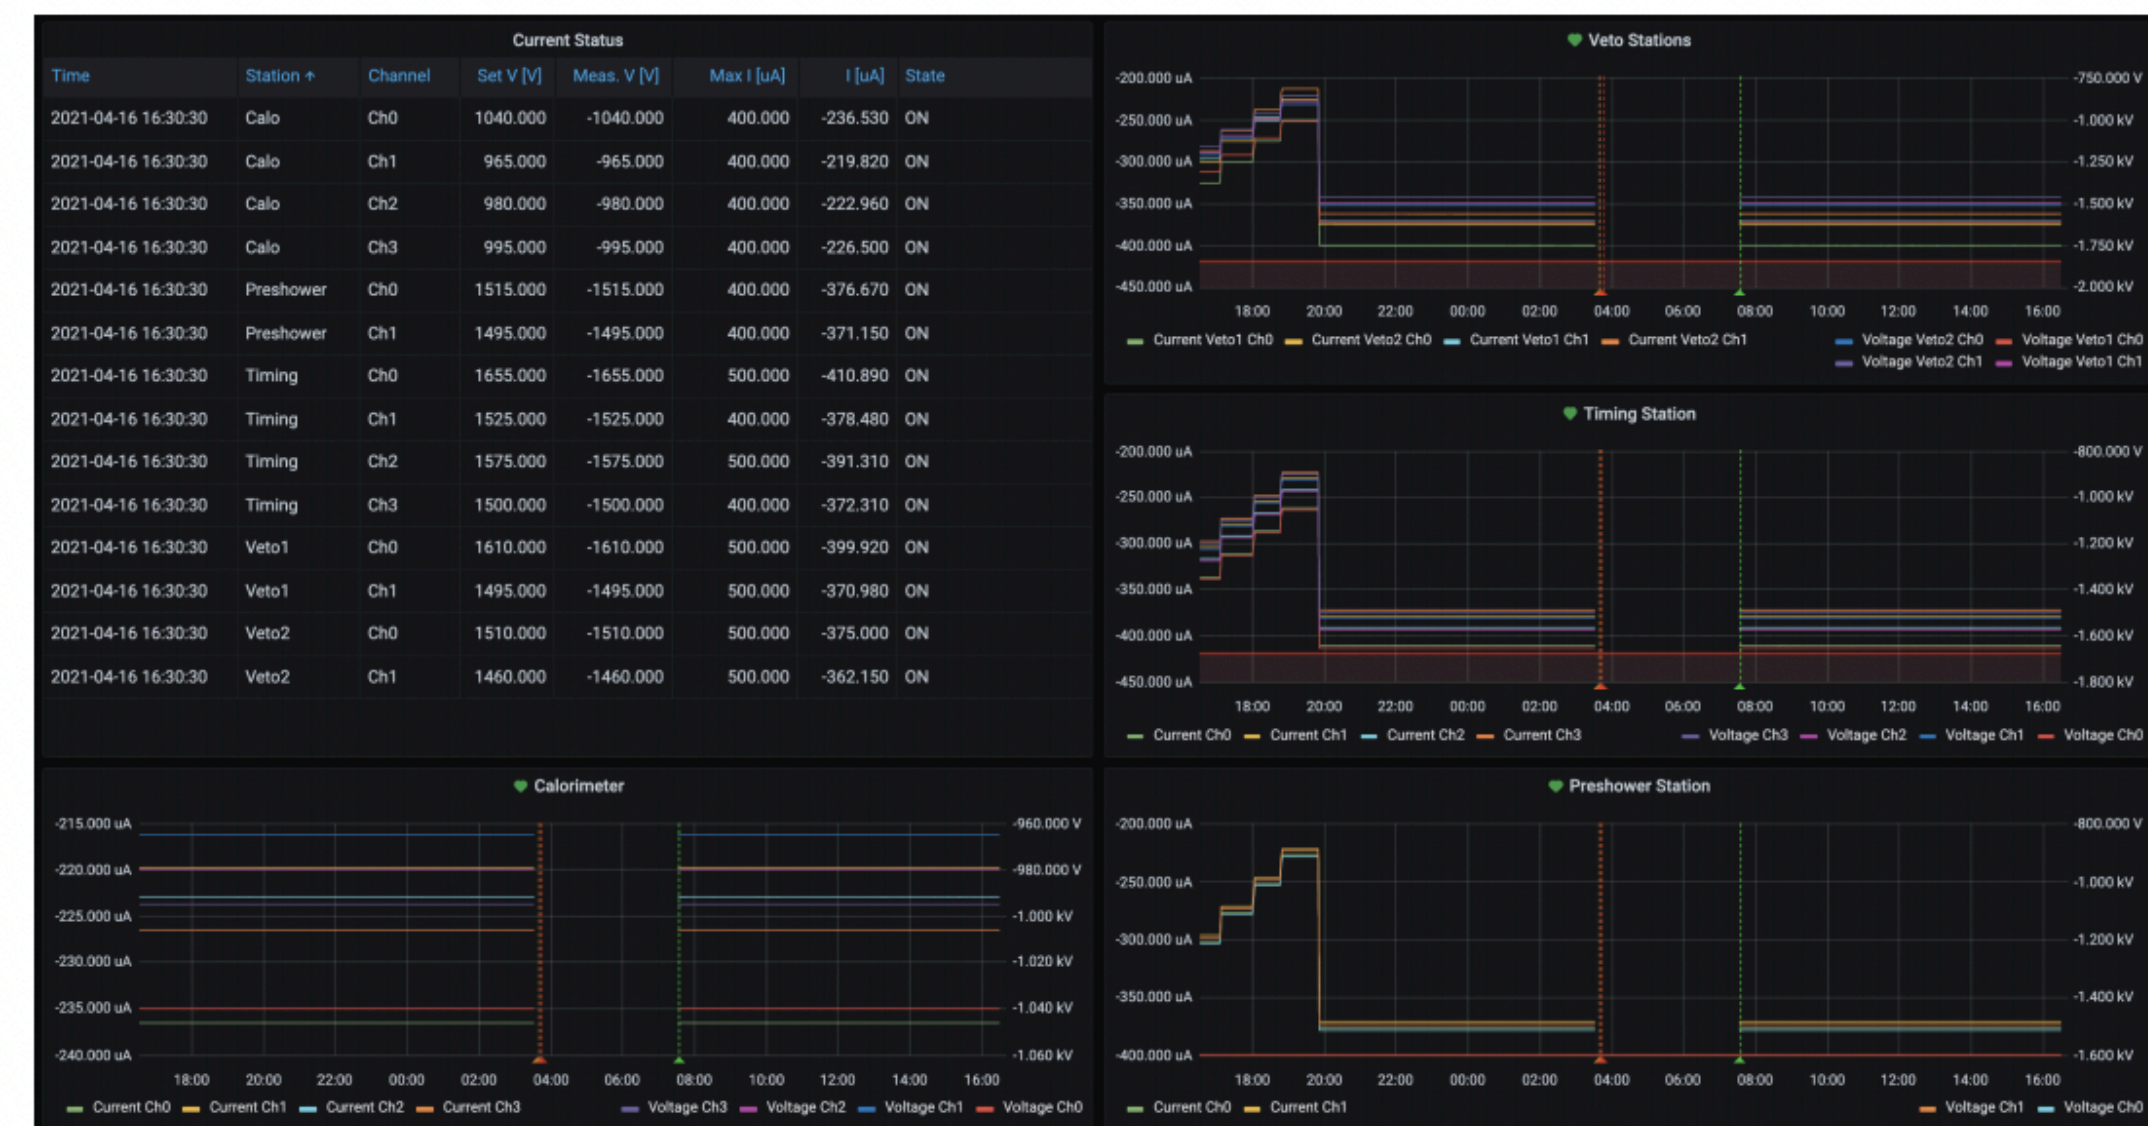 Current Status
Time Station ↑ Channel Set V [V] Meas. V [V] Max I [uA] I [uA] State
2021-04-16 16:30:30 Calo Ch0 1040.000 -1040.000 400.000 -236.530 ON
2021-04-16 16:30:30 Calo Ch1 965.000 -965.000 400.000 -219.820 ON
2021-04-16 16:30:30 Calo Ch2 980.000 -980.000 400.000 -222.960 ON
2021-04-16 16:30:30 Calo Ch3 995.000 -995.000 400.000 -226.500 ON
2021-04-16 16:30:30 Preshower Ch0 1515.000 -1515.000 400.000 -376.670 ON
2021-04-16 16:30:30 Preshower Ch1 1495.000 -1495.000 400.000 -371.150 ON
2021-04-16 16:30:30 Timing Ch0 1655.000 -1655.000 500.000 -410.890 ON
2021-04-16 16:30:30 Timing Ch1 1525.000 -1525.000 400.000 -378.480 ON
2021-04-16 16:30:30 Timing Ch2 1575.000 -1575.000 500.000 -391.310 ON
2021-04-16 16:30:30 Timing Ch3 1500.000 -1500.000 400.000 -372.310 ON
2021-04-16 16:30:30 Veto1 Ch0 1610.000 -1610.000 500.000 -399.920 ON
2021-04-16 16:30:30 Veto1 Ch1 1495.000 -1495.000 500.000 -370.980 ON
2021-04-16 16:30:30 Veto2 Ch0 1510.000 -1510.000 500.000 -375.000 ON
2021-04-16 16:30:30 Veto2 Ch1 1460.000 -1460.000 500.000 -362.150 ON
Veto Stations
-200.000 uA -750.000 V
-250.000 uA -1.000 kV
-300.000 uA -1.250 kV
-350.000 uA -1.500 kV
-400.000 uA -1.750 kV
-450.000 uA -2.000 kV
18:00 20:00 22:00 00:00 02:00 04:00 06:00 08:00 10:00 12:00 14:00 16:00
Current Veto1 Ch0 Current Veto2 Ch0 Current Veto1 Ch1 Current Veto2 Ch1 Voltage Veto2 Ch0 Voltage Veto1 Ch0
Voltage Veto2 Ch1 Voltage Veto1 Ch1
Timing Station
-200.000 uA -800.000 V
-250.000 uA -1.000 kV
-300.000 uA -1.200 kV
-350.000 uA -1.400 kV
-400.000 uA -1.600 kV
-450.000 uA -1.800 kV
18:00 20:00 22:00 00:00 02:00 04:00 06:00 08:00 10:00 12:00 14:00 16:00
Current Ch0 Current Ch1 Current Ch2 Current Ch3 Voltage Ch3 Voltage Ch2 Voltage Ch1 Voltage Ch0
Calorimeter
-215.000 uA -960.000 V
-220.000 uA -980.000 V
-225.000 uA -1.000 kV
-230.000 uA -1.020 kV
-235.000 uA -1.040 kV
-240.000 uA -1.060 kV
18:00 20:00 22:00 00:00 02:00 04:00 06:00 08:00 10:00 12:00 14:00 16:00
Current Ch0 Current Ch1 Current Ch2 Current Ch3 Voltage Ch3 Voltage Ch2 Voltage Ch1 Voltage Ch0
Preshower Station
-200.000 uA -800.000 V
-250.000 uA -1.000 kV
-300.000 uA -1.200 kV
-350.000 uA -1.400 kV
-400.000 uA -1.600 kV
18:00 20:00 22:00 00:00 02:00 04:00 06:00 08:00 10:00 12:00 14:00 16:00
Current Ch0 Current Ch1 Voltage Ch1 Voltage Ch0